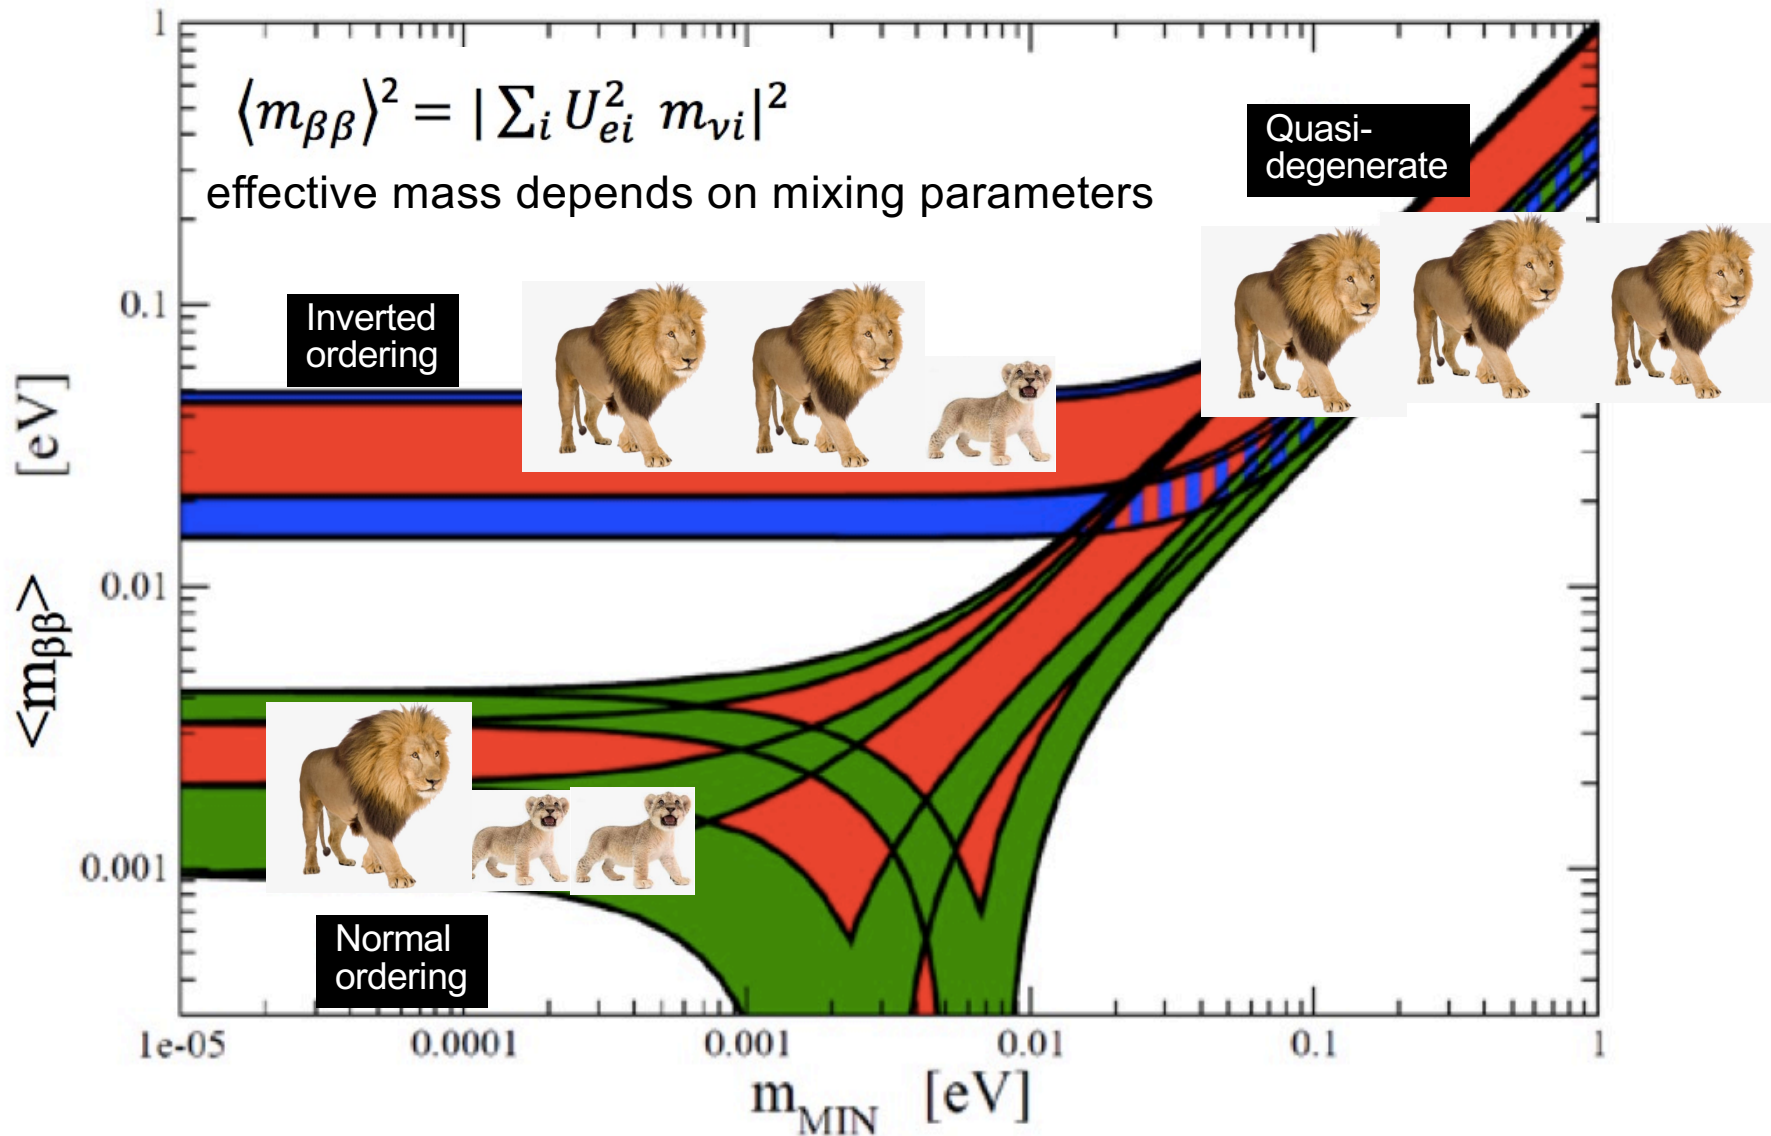 ⟨m_ββ⟩² = |∑ᵢ U²ₑᵢ m_νi|²
effective mass depends on mixing parameters
Quasi-
degenerate
Inverted
ordering
Normal
ordering
<m_ββ> [eV]
1
0.1
0.01
0.001
1e-05
0.0001
0.001
0.01
0.1
1
m_MIN [eV]